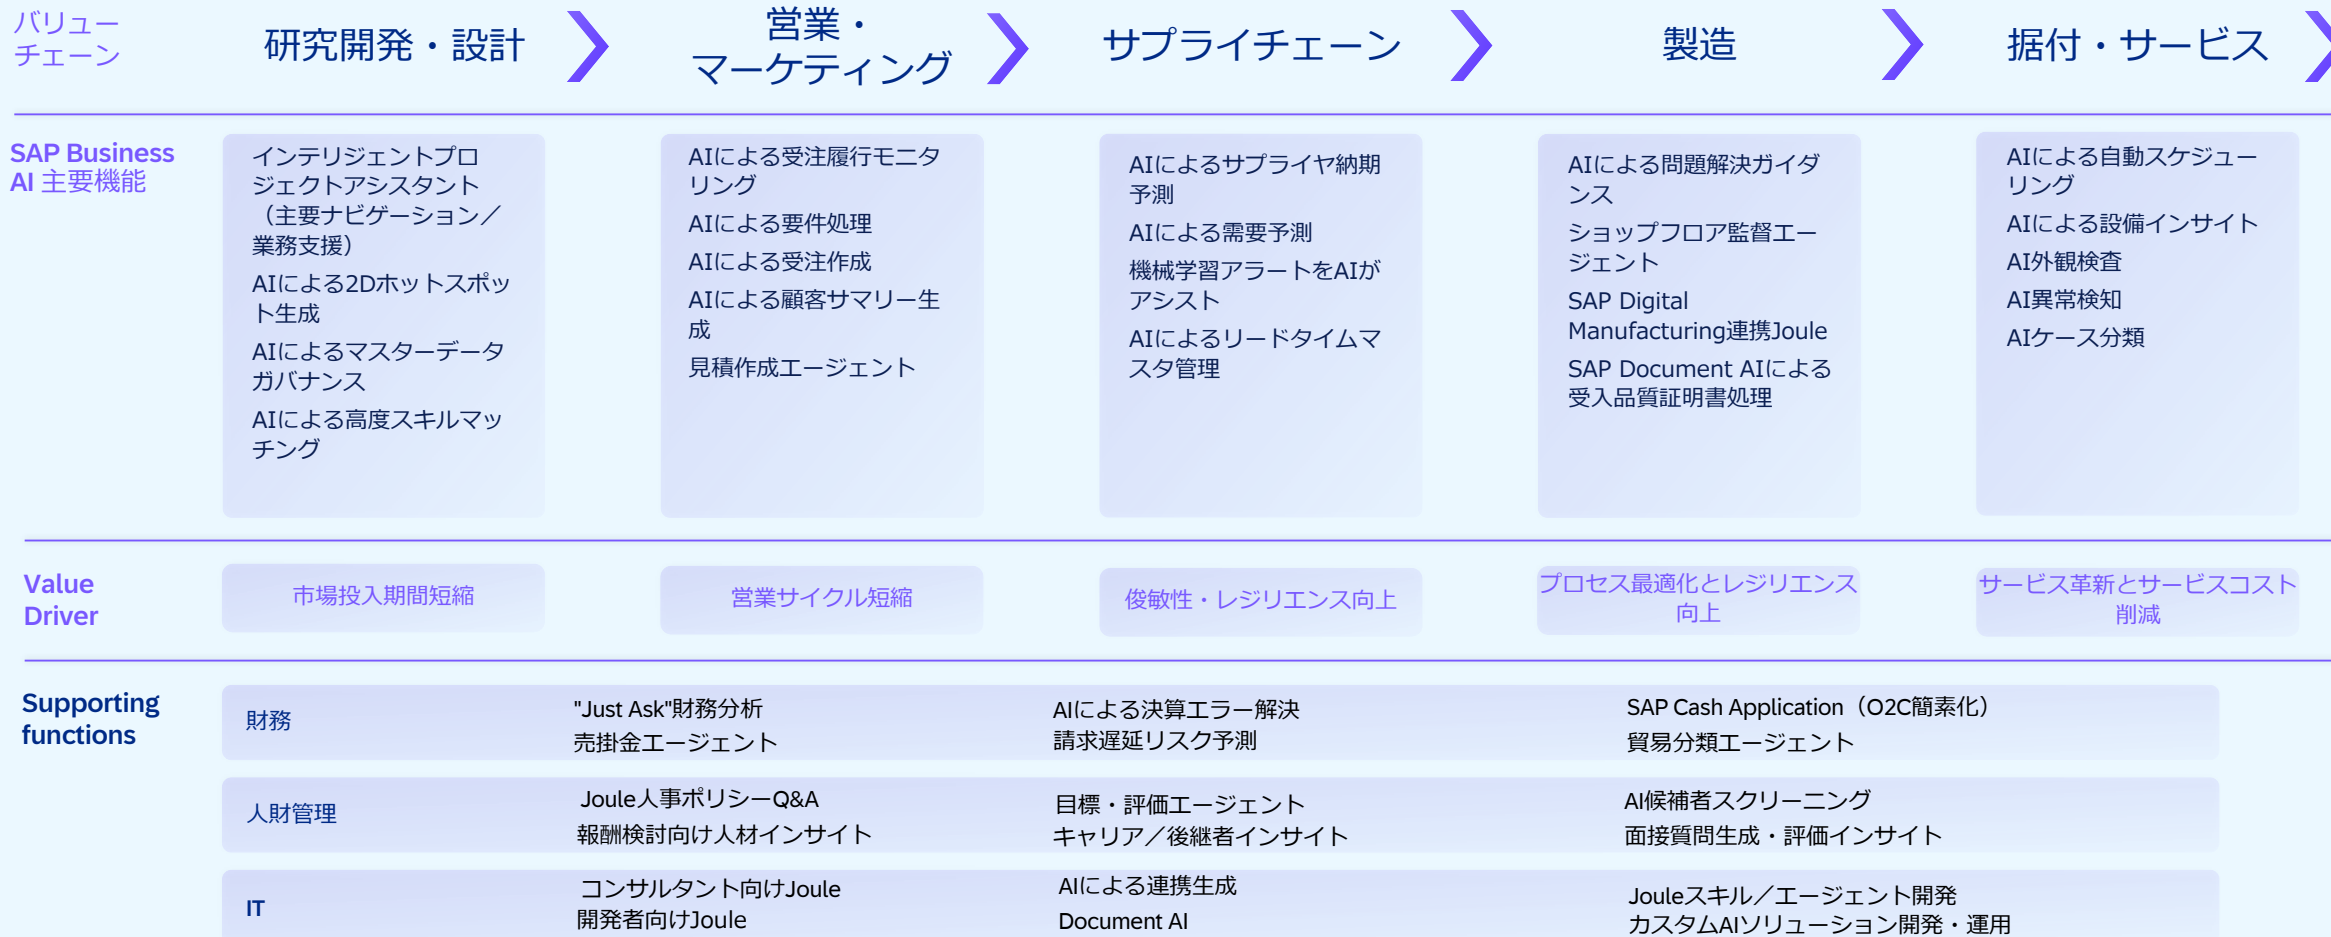 バリュー
チェーン
研究開発・設計
営業・
マーケティング
サプライチェーン
製造
据付・サービス
SAP Business
AI 主要機能
インテリジェントプロ
ジェクトアシスタント
（主要ナビゲーション／
業務支援）
AIによる2Dホットスポッ
ト生成
AIによるマスターデータ
ガバナンス
AIによる高度スキルマッ
チング
AIによる受注履行モニタ
リング
AIによる要件処理
AIによる受注作成
AIによる顧客サマリー生
成
見積作成エージェント
AIによるサプライヤ納期
予測
AIによる需要予測
機械学習アラートをAIが
アシスト
AIによるリードタイムマ
スタ管理
AIによる問題解決ガイダ
ンス
ショップフロア監督エー
ジェント
SAP Digital
Manufacturing連携Joule
SAP Document AIによる
受入品質証明書処理
AIによる自動スケジュー
リング
AIによる設備インサイト
AI外観検査
AI異常検知
AIケース分類
Value
Driver
市場投入期間短縮
営業サイクル短縮
俊敏性・レジリエンス向上
プロセス最適化とレジリエンス
向上
サービス革新とサービスコスト
削減
Supporting
functions
財務
"Just Ask"財務分析
売掛金エージェント
AIによる決算エラー解決
請求遅延リスク予測
SAP Cash Application（O2C簡素化）
貿易分類エージェント
人財管理
Joule人事ポリシーQ&A
報酬検討向け人材インサイト
目標・評価エージェント
キャリア／後継者インサイト
AI候補者スクリーニング
面接質問生成・評価インサイト
IT
コンサルタント向けJoule
開発者向けJoule
AIによる連携生成
Document AI
Jouleスキル／エージェント開発
カスタムAIソリューション開発・運用